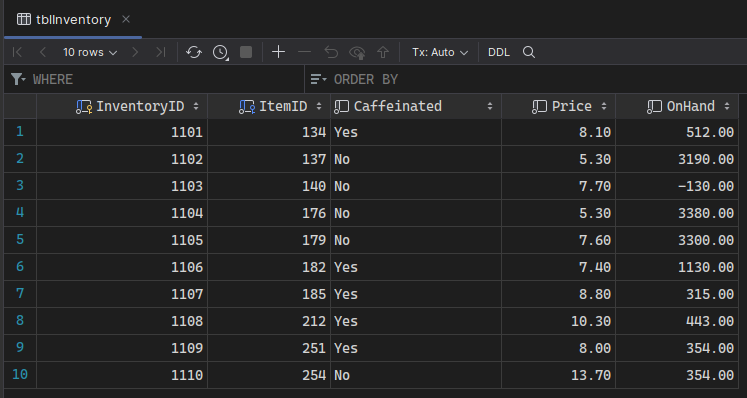 tblInventory
10 rows Tx: Auto DDL
WHERE ORDER BY
InventoryID ItemID Caffeinated Price OnHand
1 1101 134 Yes 8.10 512.00
2 1102 137 No 5.30 3190.00
3 1103 140 No 7.70 -130.00
4 1104 176 No 5.30 3380.00
5 1105 179 No 7.60 3300.00
6 1106 182 Yes 7.40 1130.00
7 1107 185 Yes 8.80 315.00
8 1108 212 Yes 10.30 443.00
9 1109 251 Yes 8.00 354.00
10 1110 254 No 13.70 354.00